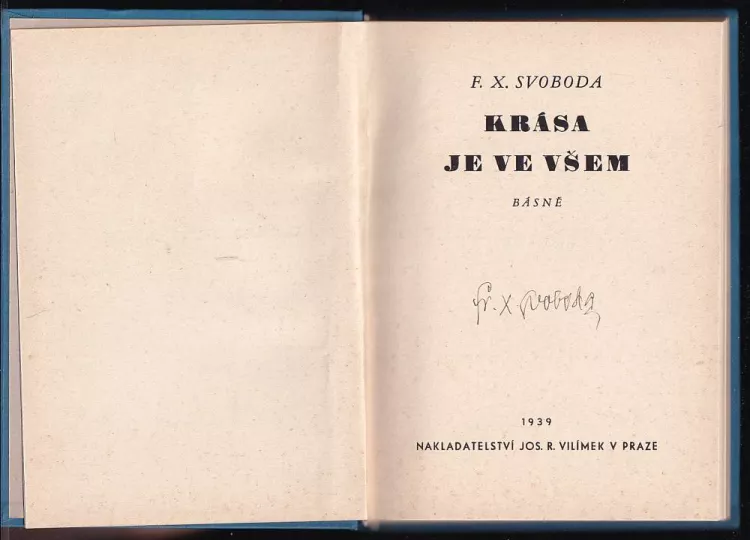 F. X. SVOBODA
KRÁSA
JE VE VŠEM
BÁSNĚ
Fr. X Svoboda
1939
NAKLADATELSTVÍ JOS. R. VILÍMEK V PRAZE